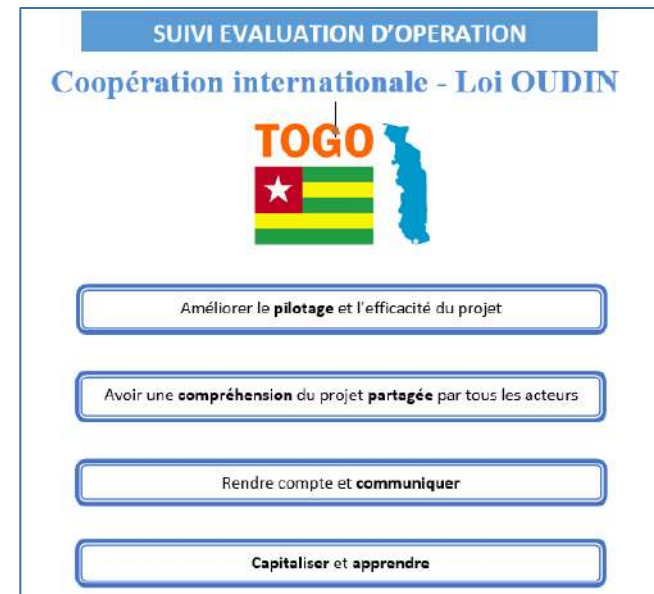 SUIVI EVALUATION D'OPERATION
Coopération internationale - Loi OUDIN
TOGO
Améliorer le pilotage et l'efficacité du projet
Avoir une compréhension du projet partagée par tous les acteurs
Rendre compte et communiquer
Capitaliser et apprendre